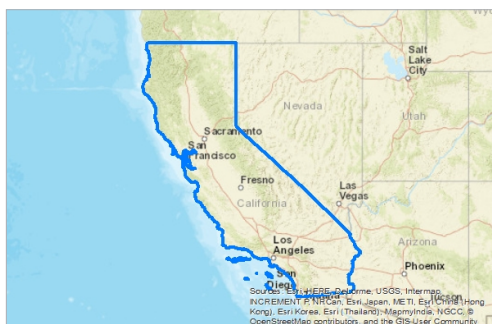 Salt
Lake
City
Nevada
Sacramento
Utah
San
Francisco
Fresno
Las
Vegas
California
Los
Angeles
Arizona
San
Diego
Phoenix
Tucson
Sources: Esri, HERE, DeLorme, USGS, Intermap,
INCREMENT P, NRCan, Esri Japan, METI, Esri China (Hong
Kong), Esri Korea, Esri (Thailand), MapmyIndia, NGCC, ©
OpenStreetMap contributors, and the GIS User Community